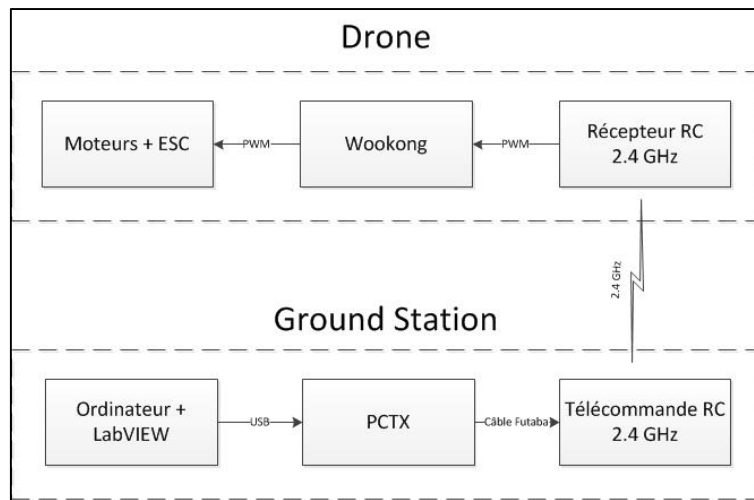 Drone
Moteurs + ESC
PWM
Wookong
PWM
Récepteur RC
2.4 GHz
2.4 GHz
Ground Station
Ordinateur +
LabVIEW
USB
PCTX
Câble Futaba
Télécommande RC
2.4 GHz